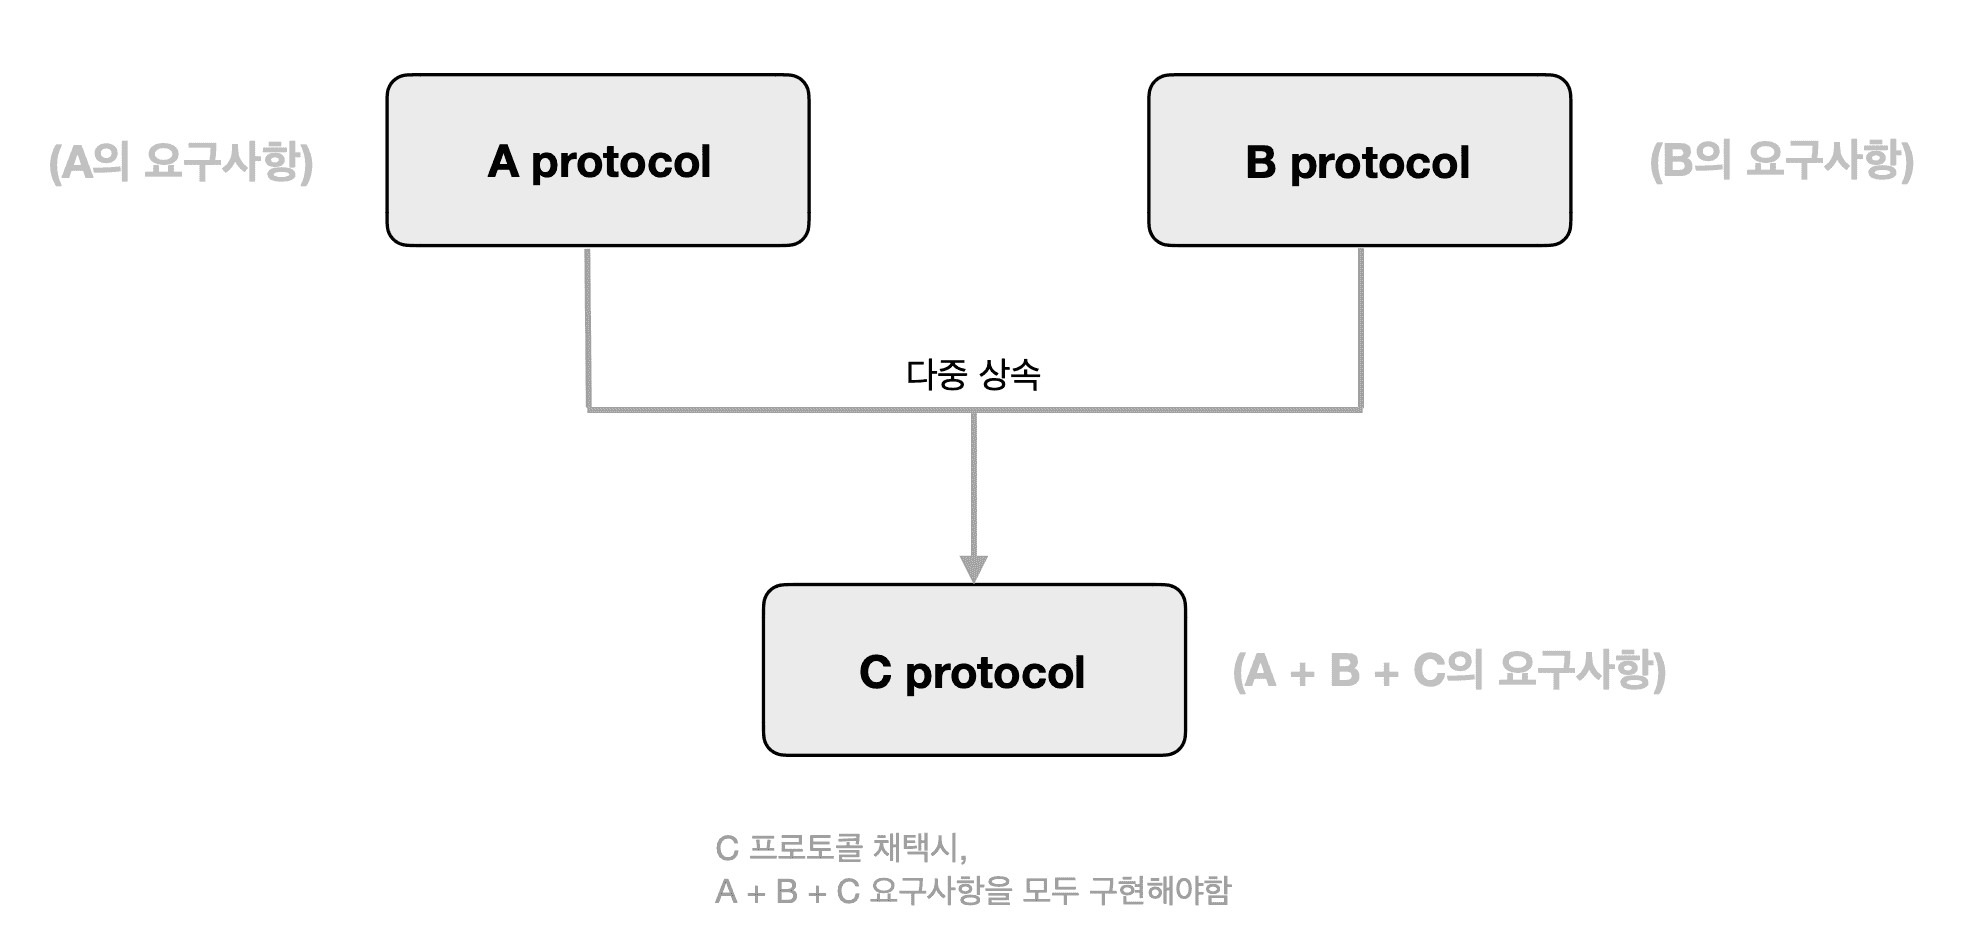 (A의 요구사항)
A protocol
B protocol
(B의 요구사항)
다중 상속
C protocol
(A + B + C의 요구사항)
C 프로토콜 채택시,
A + B + C 요구사항을 모두 구현해야함